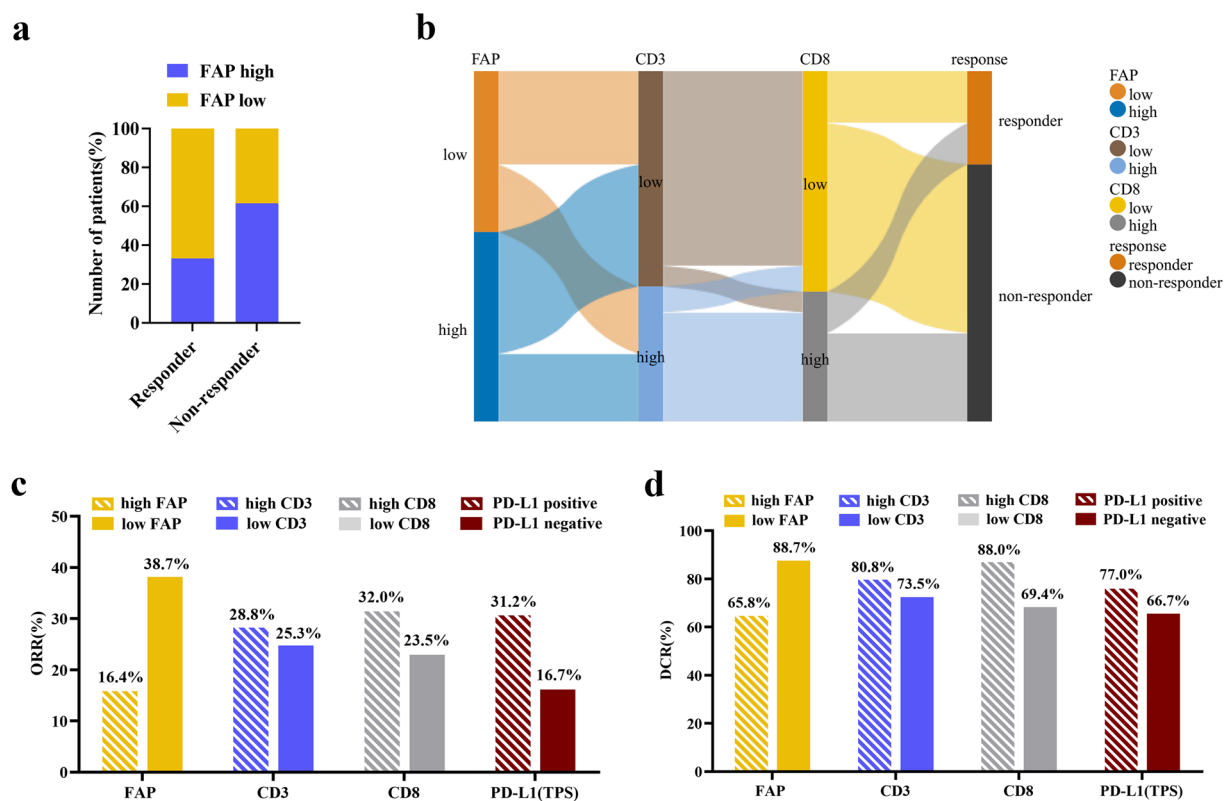 a
FAP high
FAP low
Number of patients(%)
100
80
60
40
20
0
Responder
Non-responder
b
FAP
CD3
CD8
response
low
high
low
high
low
high
responder
non-responder
FAP
low
high
CD3
low
high
CD8
low
high
response
responder
non-responder
c
high FAP
high CD3
high CD8
PD-L1 positive
low FAP
low CD3
low CD8
PD-L1 negative
ORR(%)
50
40
30
20
10
0
16.4%
38.7%
28.8%
25.3%
32.0%
23.5%
31.2%
16.7%
FAP
CD3
CD8
PD-L1(TPS)
d
high FAP
high CD3
high CD8
PD-L1 positive
low FAP
low CD3
low CD8
PD-L1 negative
DCR(%)
100
80
60
40
20
0
65.8%
88.7%
80.8%
73.5%
88.0%
69.4%
77.0%
66.7%
FAP
CD3
CD8
PD-L1(TPS)